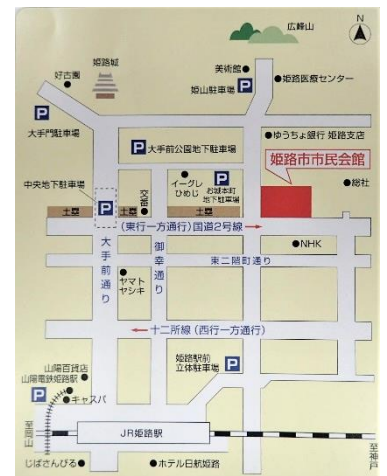 広峰山
N
姫路城
好古園
美術館
姫山駐車場
P
姫路医療センター
P
大手門駐車場
P
大手前公園地下駐車場
ゆうちょ銀行 姫路支店
姫路市市民会館
中央地下駐車場
交番
イーグレ
ひめじ
P
お城本町
地下駐車場
総社
P
土塁
土塁
土塁
(東行一方通行)国道2号線
NHK
大手前通り
御幸通り
東二階町通り
ヤマト
ヤシキ
十二所線(西行一方通行)
姫路駅前
立体駐車場
P
山陽百貨店
山陽電鉄姫路駅
P
キャスパ
至岡山
JR姫路駅
至神戸
じばさんびる
ホテル日航姫路